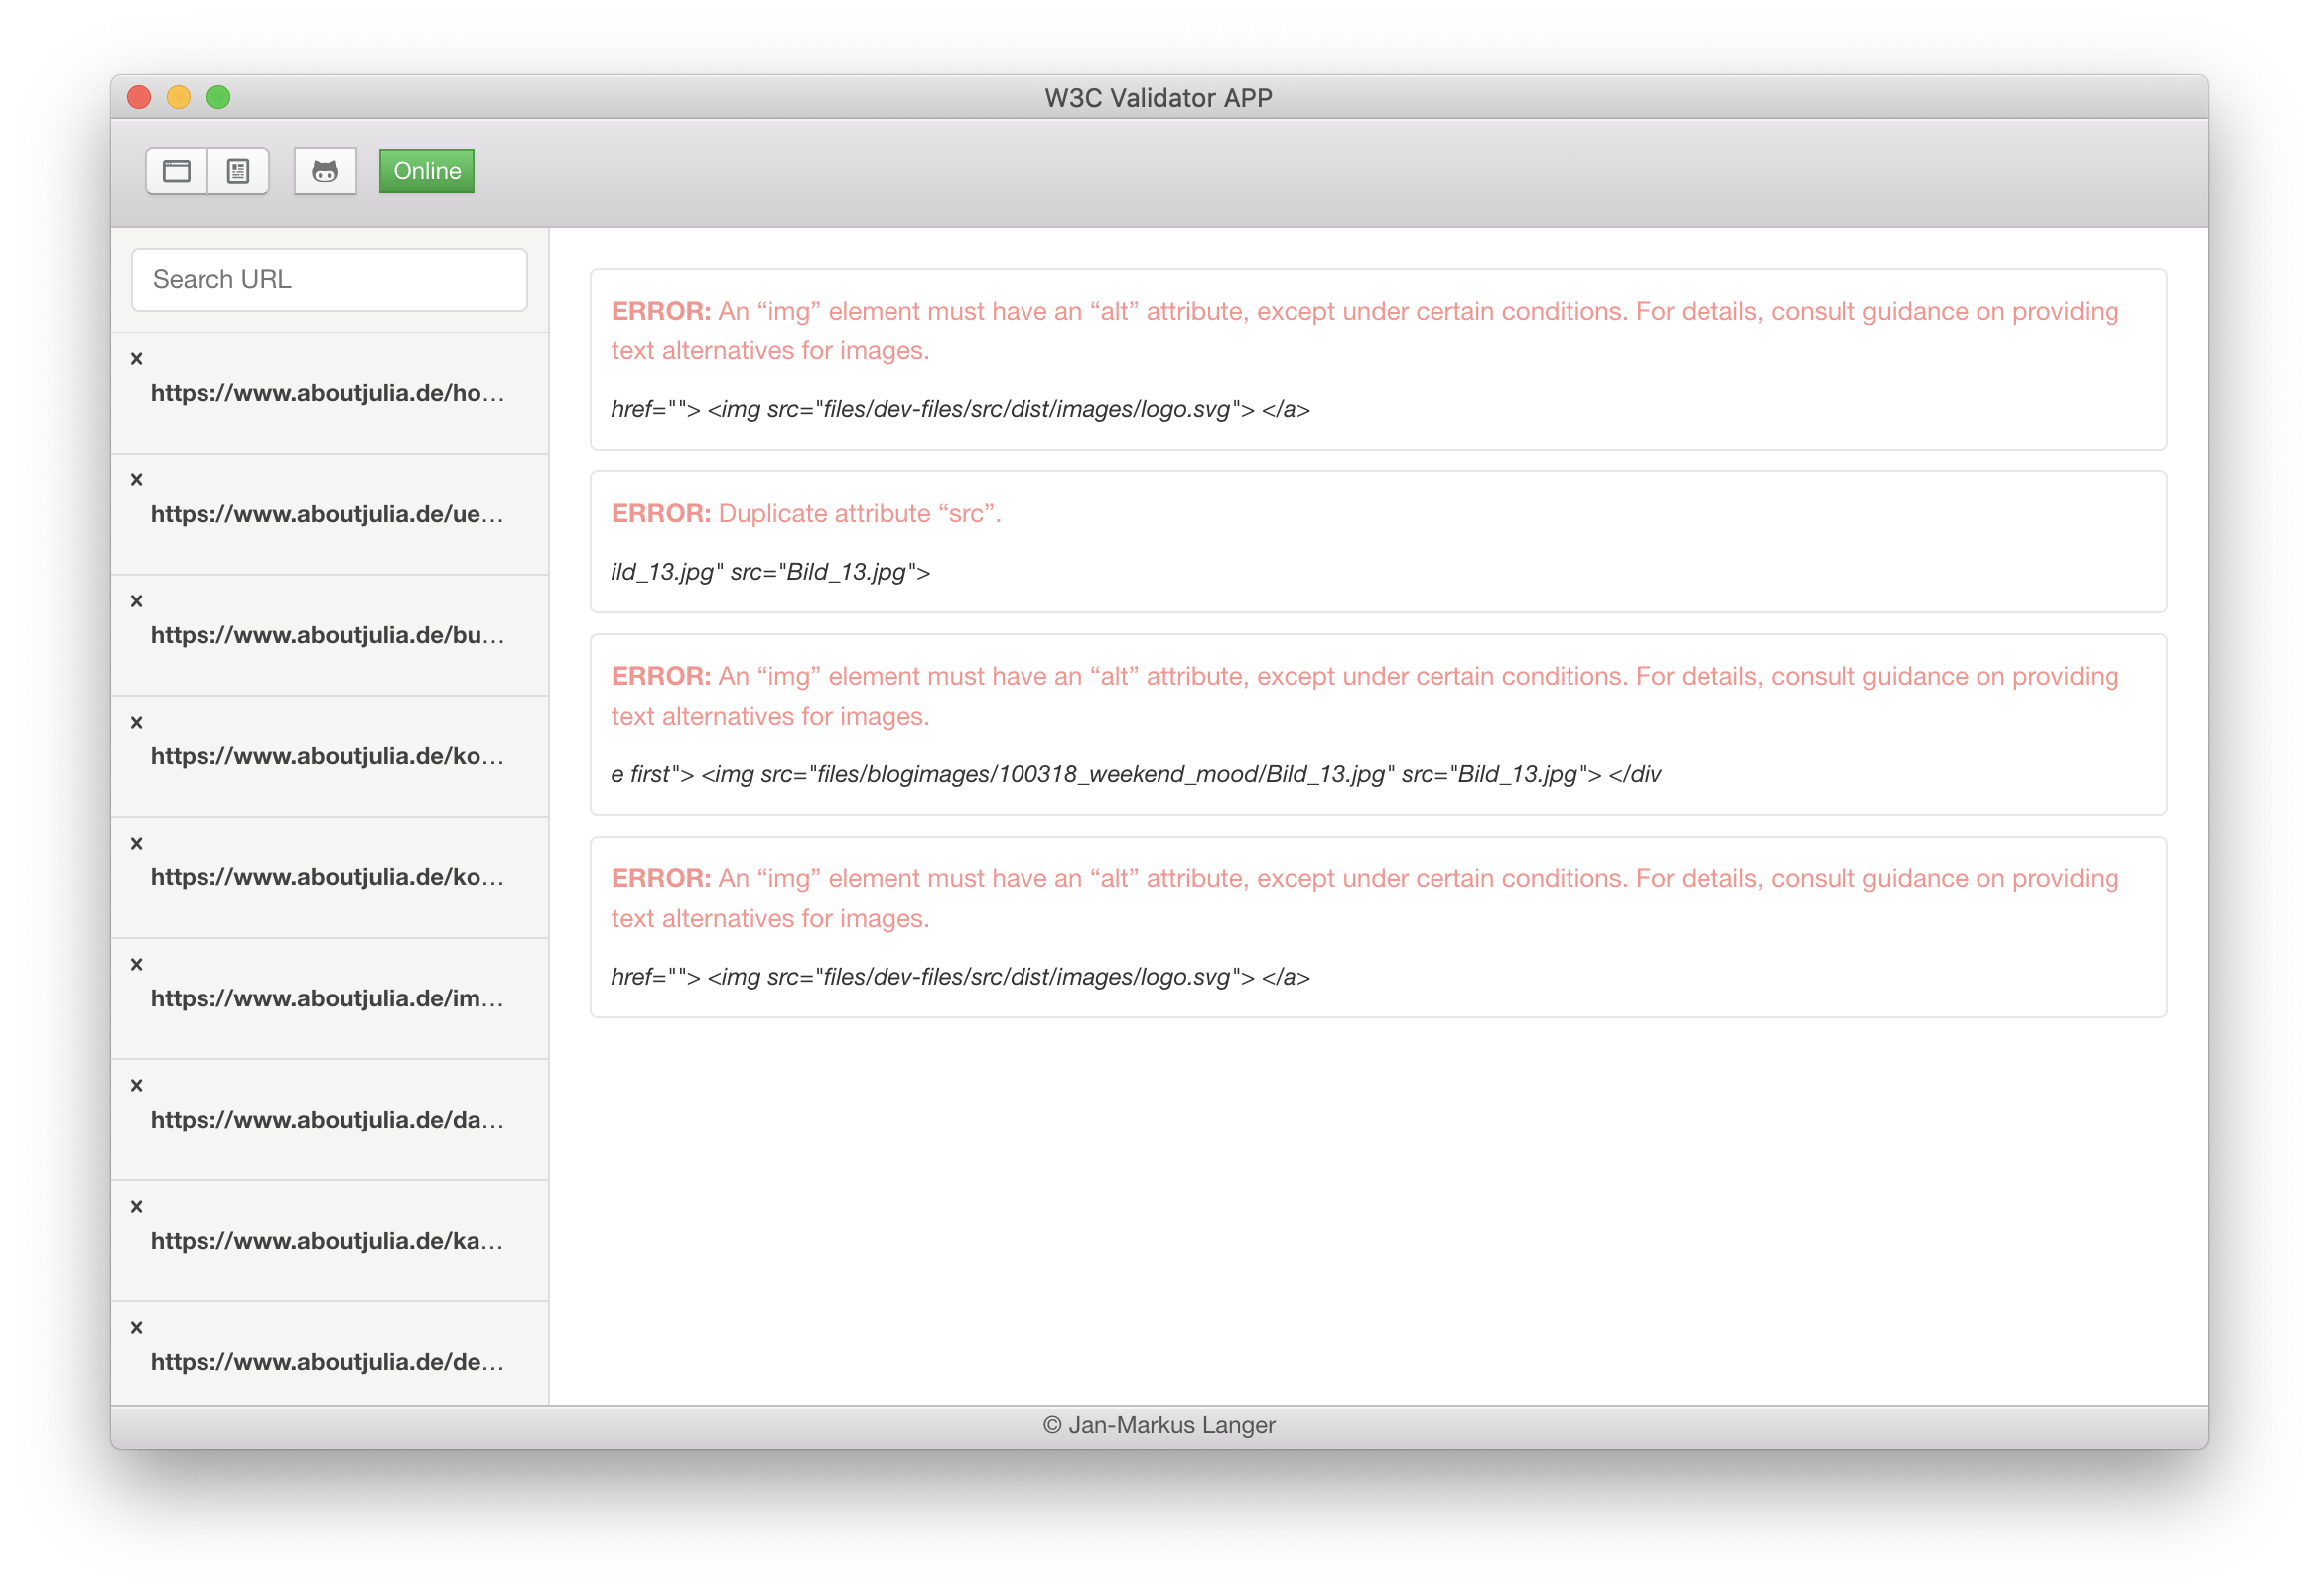 W3C Validator APP
Online
Search URL
× https://www.aboutjulia.de/ho…
× https://www.aboutjulia.de/ue…
× https://www.aboutjulia.de/bu…
× https://www.aboutjulia.de/ko…
× https://www.aboutjulia.de/ko…
× https://www.aboutjulia.de/im…
× https://www.aboutjulia.de/da…
× https://www.aboutjulia.de/ka…
× https://www.aboutjulia.de/de…
ERROR: An “img” element must have an “alt” attribute, except under certain conditions. For details, consult guidance on providing
text alternatives for images.
href=""> <img src="files/dev-files/src/dist/images/logo.svg"> </a>
ERROR: Duplicate attribute “src”.
ild_13.jpg" src="Bild_13.jpg">
ERROR: An “img” element must have an “alt” attribute, except under certain conditions. For details, consult guidance on providing
text alternatives for images.
e first"> <img src="files/blogimages/100318_weekend_mood/Bild_13.jpg" src="Bild_13.jpg"> </div
ERROR: An “img” element must have an “alt” attribute, except under certain conditions. For details, consult guidance on providing
text alternatives for images.
href=""> <img src="files/dev-files/src/dist/images/logo.svg"> </a>
© Jan-Markus Langer